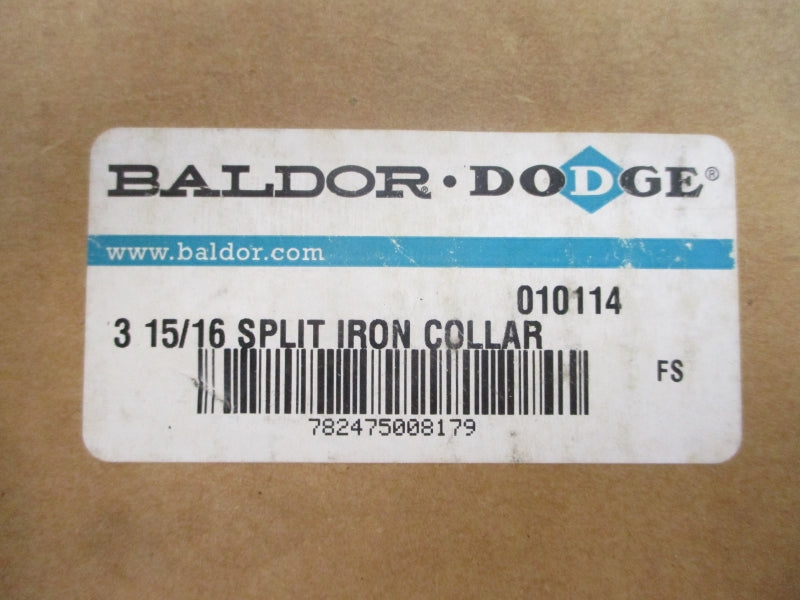 BALDOR® · DODGE®
www.baldor.com
010114
3 15/16 SPLIT IRON COLLAR
FS
782475008179